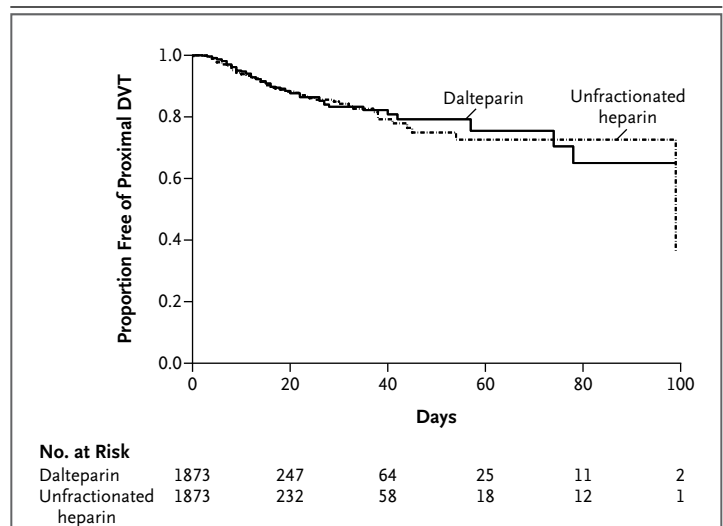 1.0
0.8
0.6
0.4
0.2
0.0
Proportion Free of Proximal DVT
Dalteparin
Unfractionated
heparin
0 20 40 60 80 100
Days
No. at Risk
Dalteparin 1873 247 64 25 11 2
Unfractionated 1873 232 58 18 12 1
heparin